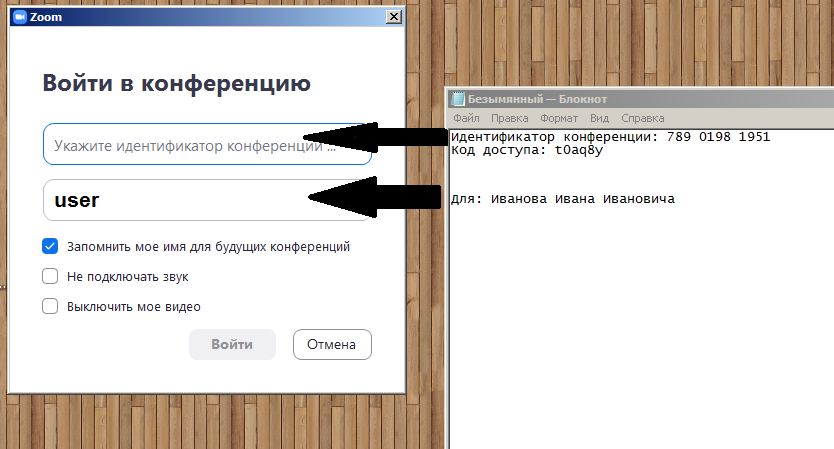 Zoom
Войти в конференцию
Укажите идентификатор конференции ...
user
Запомнить мое имя для будущих конференций
Не подключать звук
Выключить мое видео
Войти
Отмена
Безымянный — Блокнот
Файл Правка Формат Вид Справка
Идентификатор конференции: 789 0198 1951
Код доступа: t0aq8y
Для: Иванова Ивана Ивановича